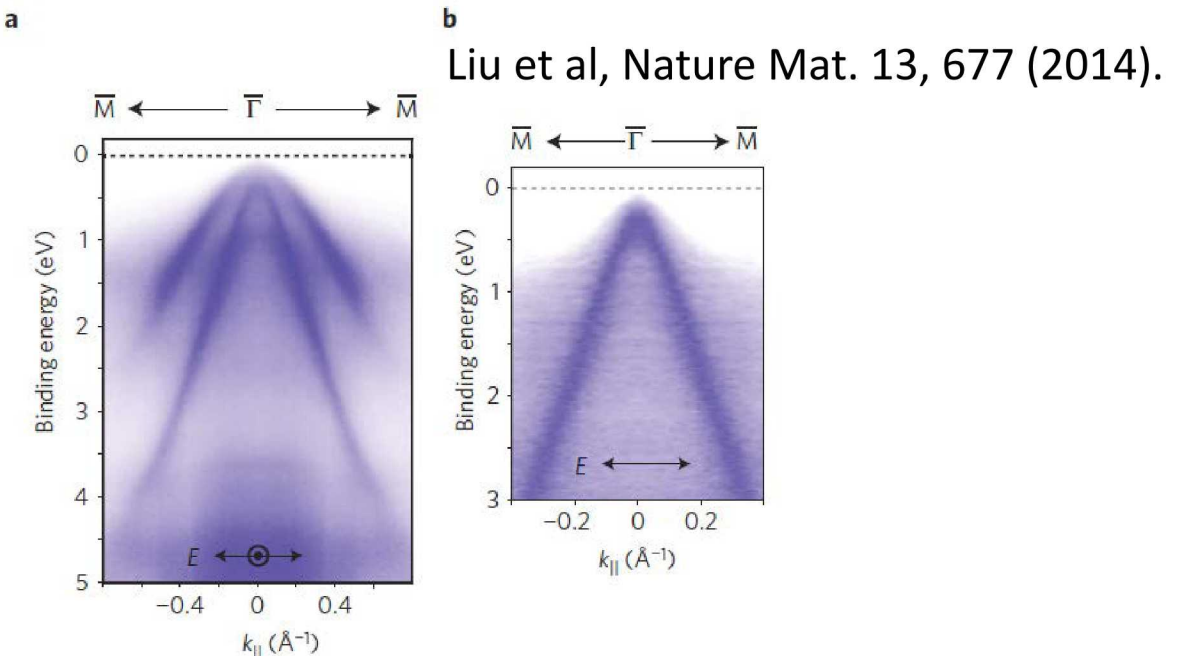 a
b
Liu et al, Nature Mat. 13, 677 (2014).
M̅ Γ̅ M̅
0
1
2
3
4
5
Binding energy (eV)
E
−0.4 0 0.4
k|| (Å⁻¹)
M̅ Γ̅ M̅
0
1
2
3
Binding energy (eV)
E
−0.2 0 0.2
k|| (Å⁻¹)